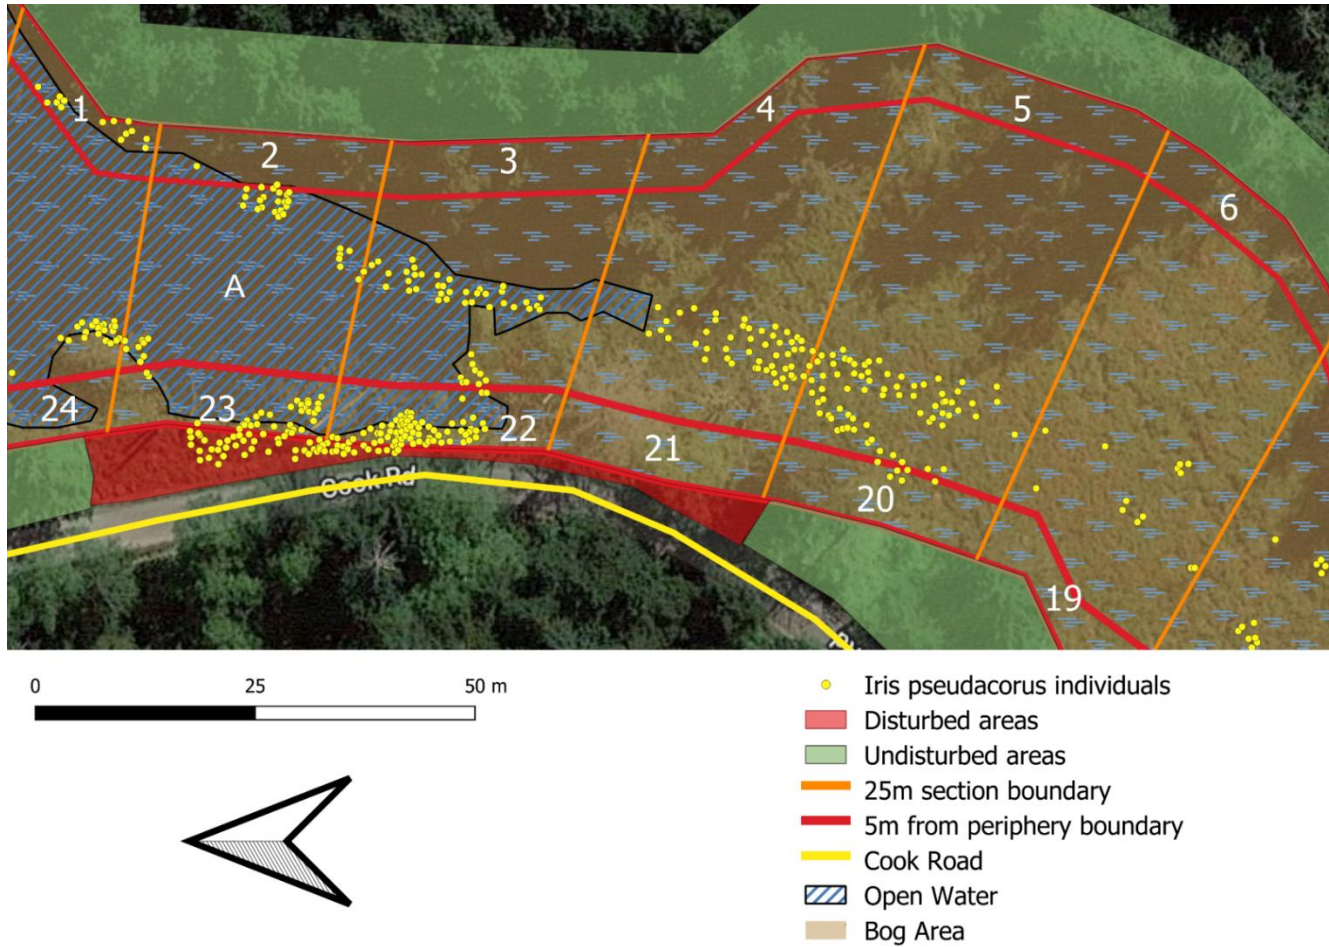 1
2
3
4
5
6
A
24
23
22
21
20
19
Cook Rd
0 25 50 m
Iris pseudacorus individuals
Disturbed areas
Undisturbed areas
25m section boundary
5m from periphery boundary
Cook Road
Open Water
Bog Area